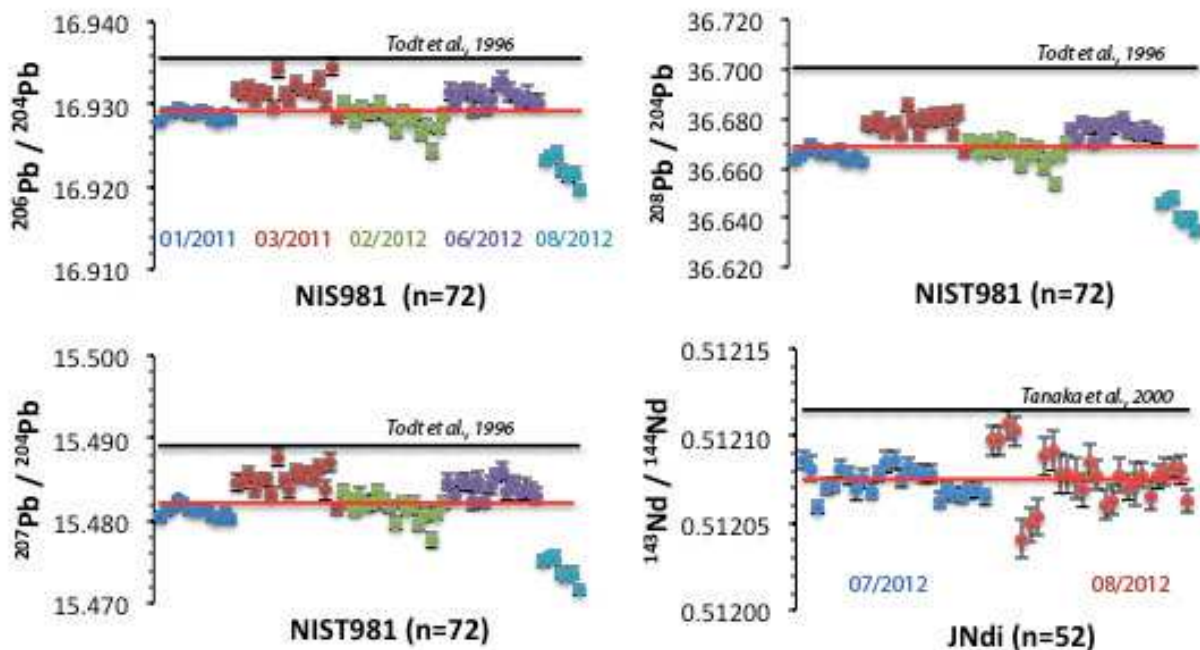 16.940
16.930
16.920
16.910
206Pb / 204Pb
Todt et al., 1996
01/2011 03/2011 02/2012 06/2012 08/2012
NIS981 (n=72)
36.720
36.700
36.680
36.660
36.640
36.620
208Pb / 204Pb
Todt et al., 1996
NIST981 (n=72)
15.500
15.490
15.480
15.470
207Pb / 204Pb
Todt et al., 1996
NIST981 (n=72)
0.51215
0.51210
0.51205
0.51200
143Nd / 144Nd
Tanaka et al., 2000
07/2012 08/2012
JNdi (n=52)